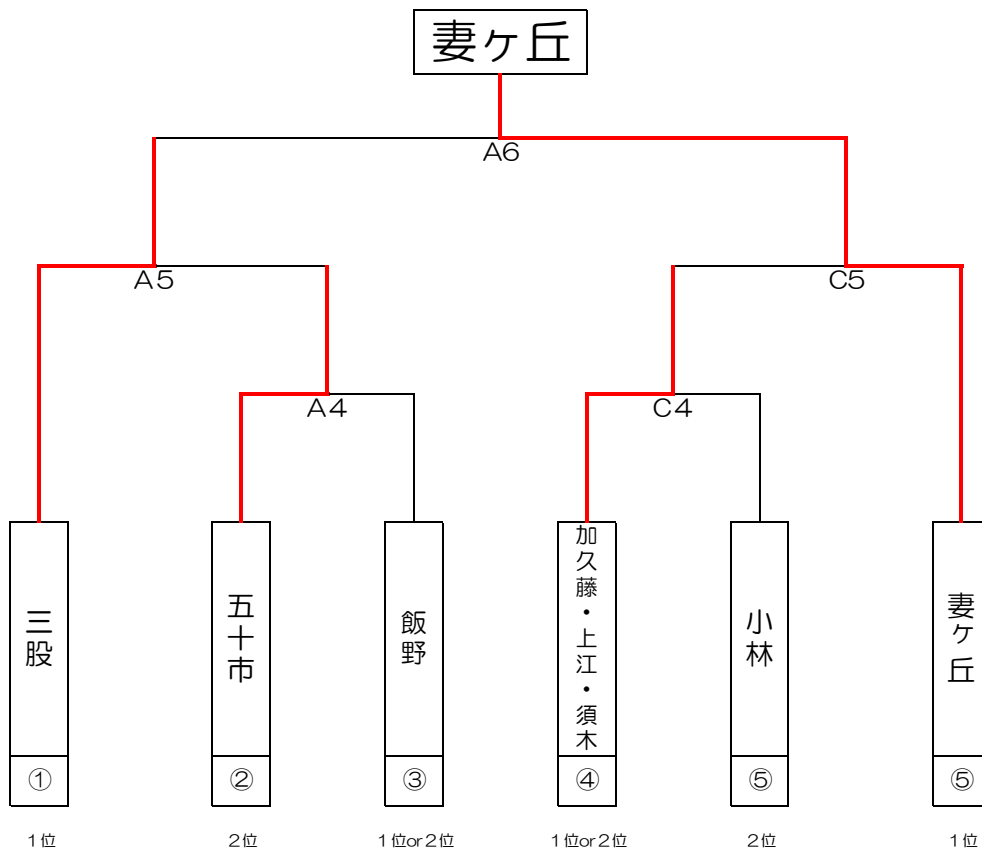 妻ヶ丘
A6
A5
C5
A4
C4
三股
五十市
飯野
加久藤・上江・須木
小林
妻ヶ丘
①
②
③
④
⑤
⑤
1位
2位
1位or2位
1位or2位
2位
1位